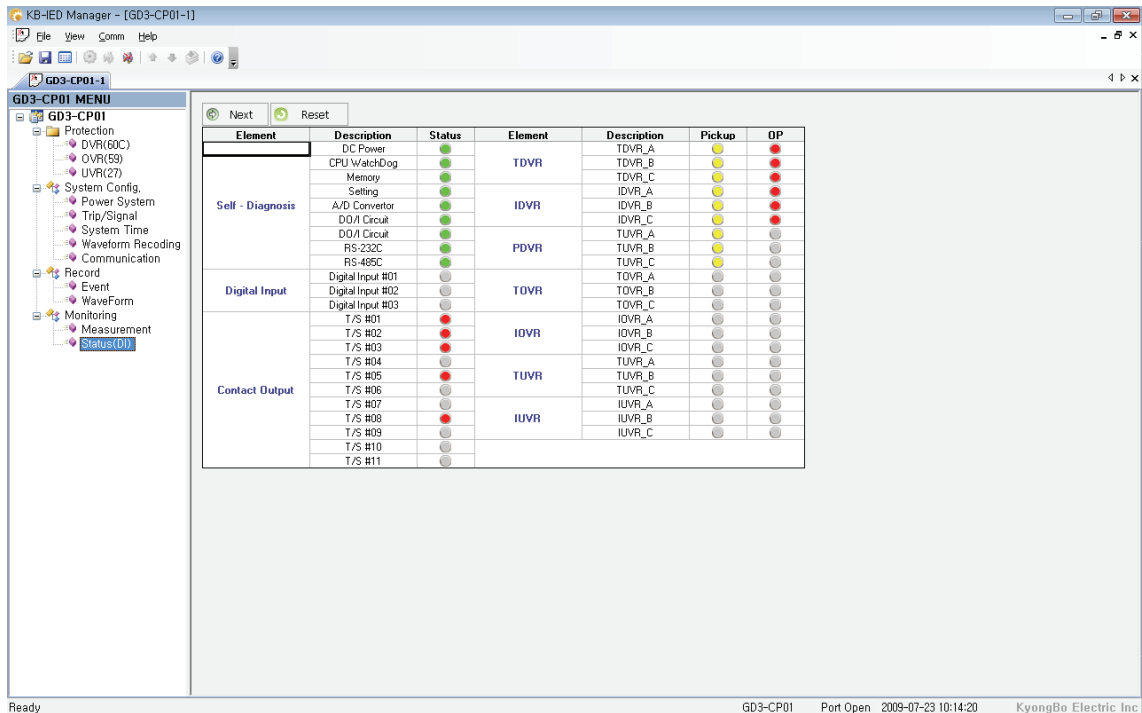 KB-IED Manager - [GD3-CP01-1]
File View Comm Help
GD3-CP01-1
GD3-CP01 MENU
GD3-CP01
Protection
DVR(60C)
OVR(59)
UVR(27)
System Config.
Power System
Trip/Signal
System Time
Waveform Recoding
Communication
Record
Event
WaveForm
Monitoring
Measurement
Status(DI)
Next Reset
Element Description Status Element Description Pickup OP
DC Power TDVR_A
CPU WatchDog TDVR TDVR_B
Memory TDVR_C
Setting IDVR_A
Self - Diagnosis A/D Convertor IDVR IDVR_B
DO/I Circuit IDVR_C
DO/I Circuit TUVR_A
RS-232C PDVR TUVR_B
RS-485C TUVR_C
Digital Input #01 TOVR_A
Digital Input Digital Input #02 TOVR TOVR_B
Digital Input #03 TOVR_C
T/S #01 IOVR_A
T/S #02 IOVR IOVR_B
T/S #03 IOVR_C
T/S #04 TUVR_A
T/S #05 TUVR TUVR_B
Contact Output T/S #06 TUVR_C
T/S #07 IUVR_A
T/S #08 IUVR IUVR_B
T/S #09 IUVR_C
T/S #10
T/S #11
Ready GD3-CP01 Port Open 2009-07-23 10:14:20 KyongBo Electric Inc